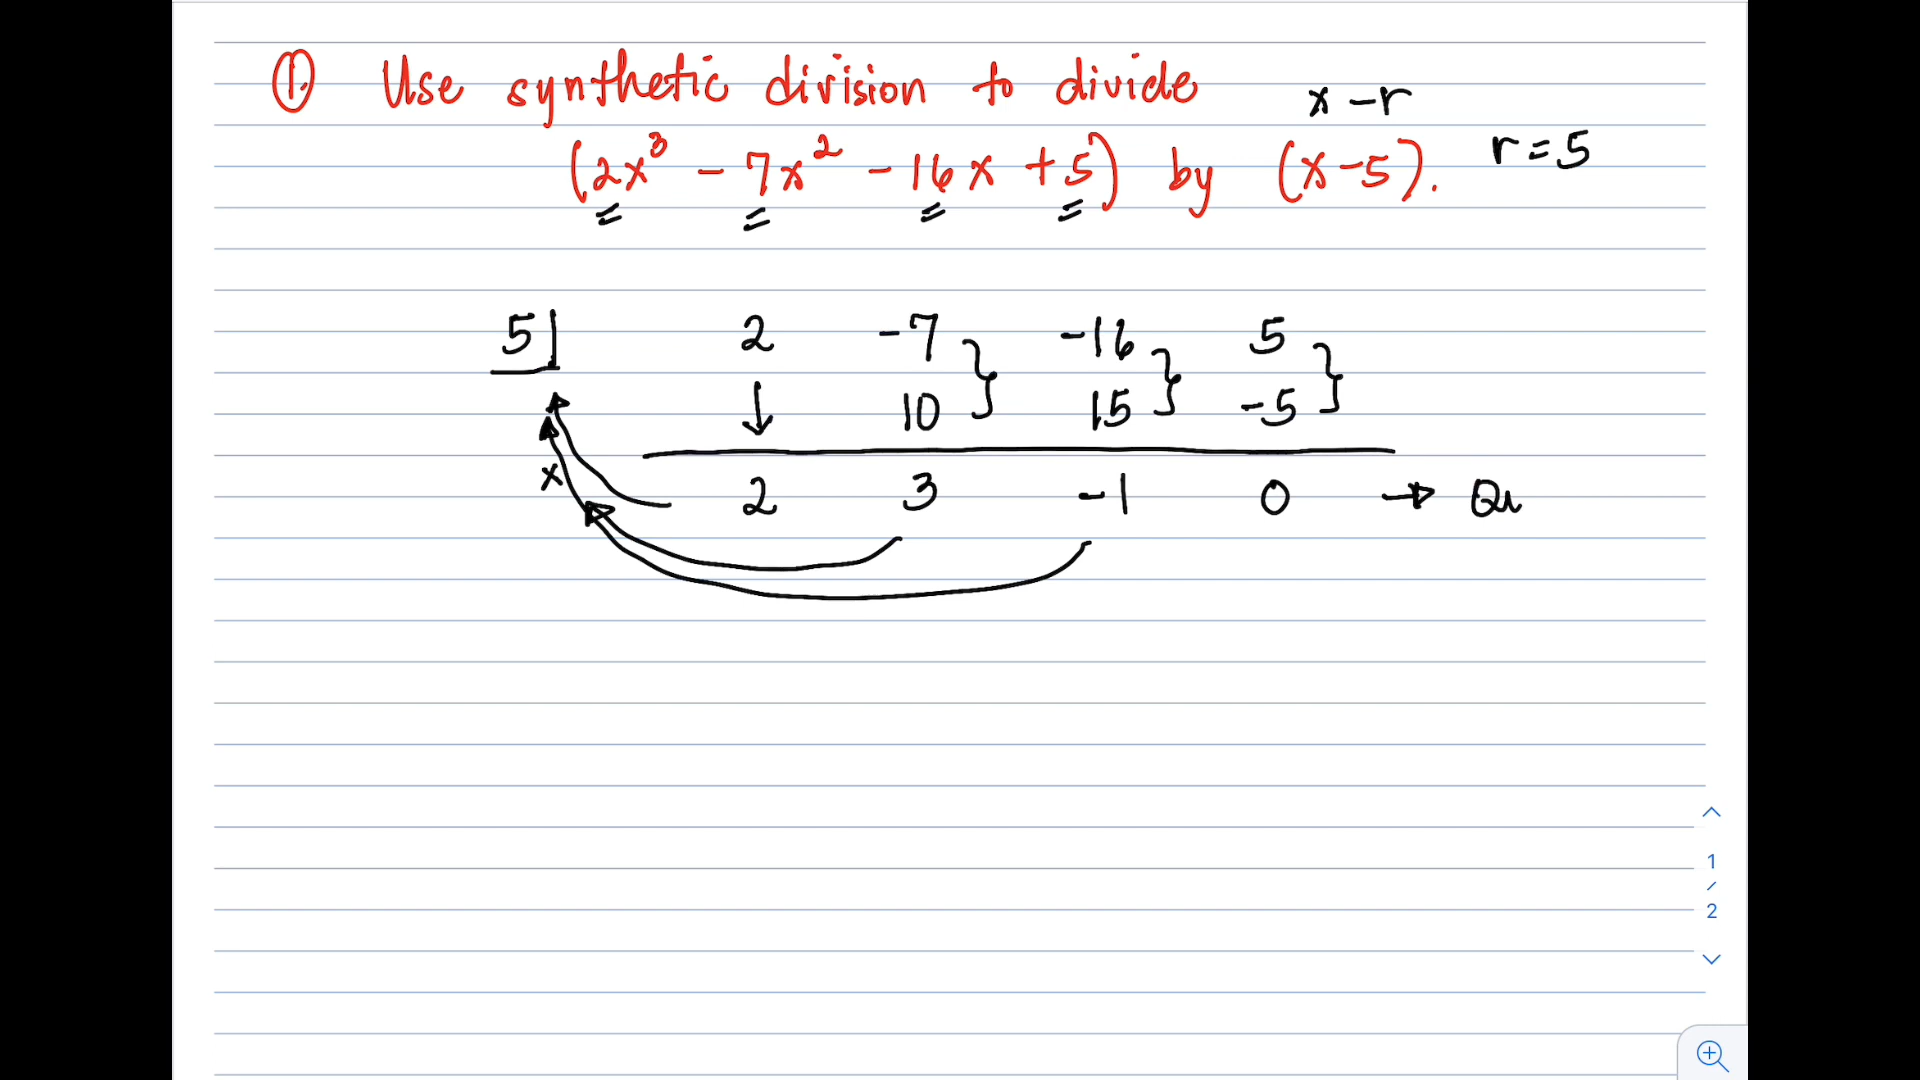 ① Use synthetic division to divide
x - r
(2x³ - 7x² - 16x + 5) by (x-5).
r = 5
5 2 -7 } -16 } 5 }
↓ 10 15 -5
x 2 3 -1 0 → Qu
1
/
2